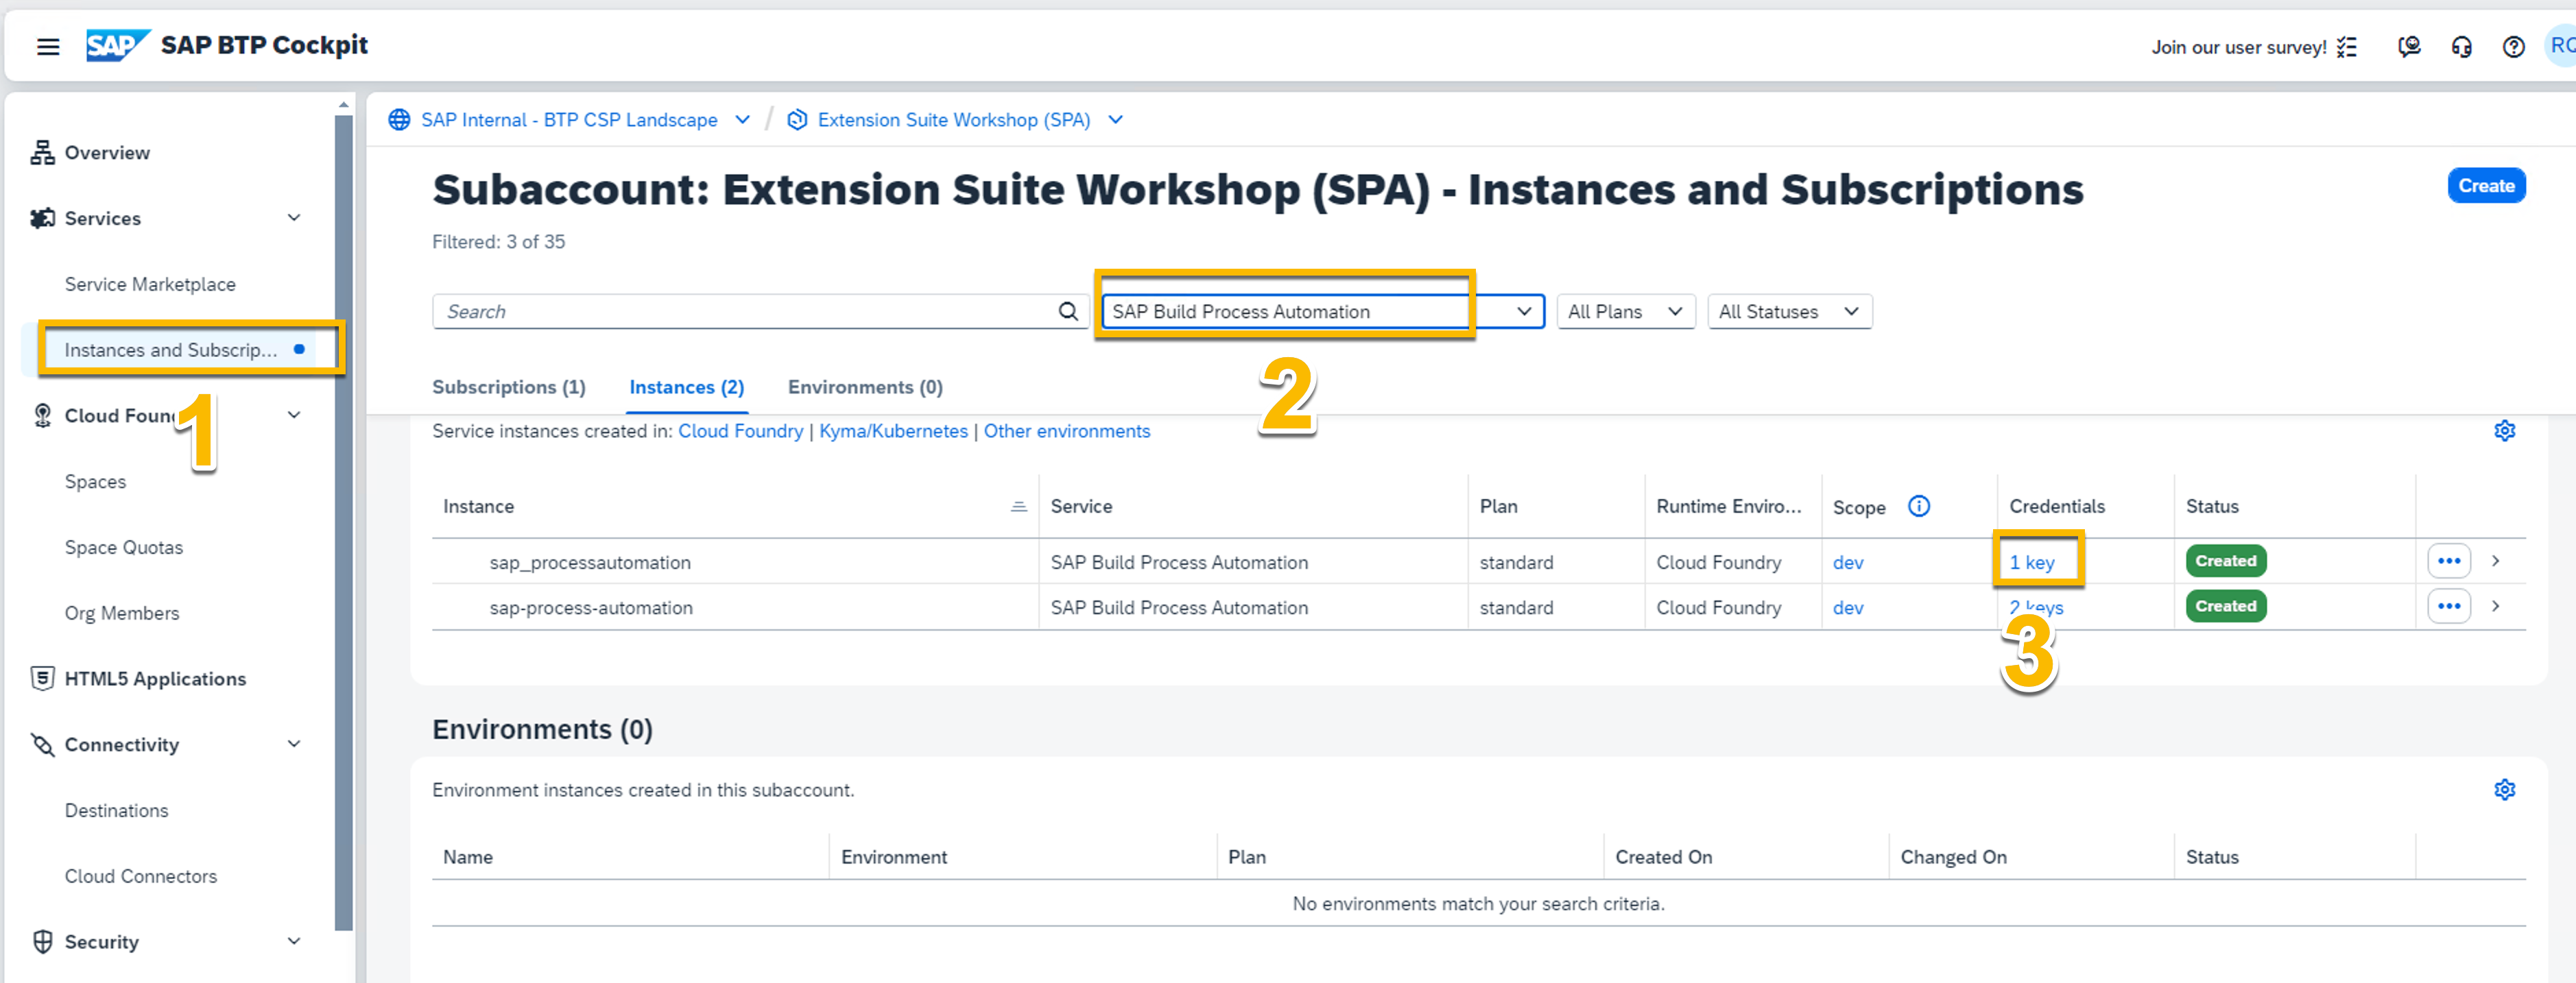 SAP SAP BTP Cockpit
Join our user survey!
RQ
Overview
Services
Service Marketplace
Instances and Subscrip...
1
Spaces
Space Quotas
Org Members
HTML5 Applications
Connectivity
Destinations
Cloud Connectors
Security
SAP Internal - BTP CSP Landscape / Extension Suite Workshop (SPA)
Subaccount: Extension Suite Workshop (SPA) - Instances and Subscriptions
Create
Filtered: 3 of 35
Search
SAP Build Process Automation
All Plans
All Statuses
2
Subscriptions (1) Instances (2) Environments (0)
Service instances created in: Cloud Foundry | Kyma/Kubernetes | Other environments
Instance Service Plan Runtime Enviro... Scope Credentials Status
sap_processautomation SAP Build Process Automation standard Cloud Foundry dev 1 key Created
sap-process-automation SAP Build Process Automation standard Cloud Foundry dev 2 keys Created
3
Environments (0)
Environment instances created in this subaccount.
Name Environment Plan Created On Changed On Status
No environments match your search criteria.